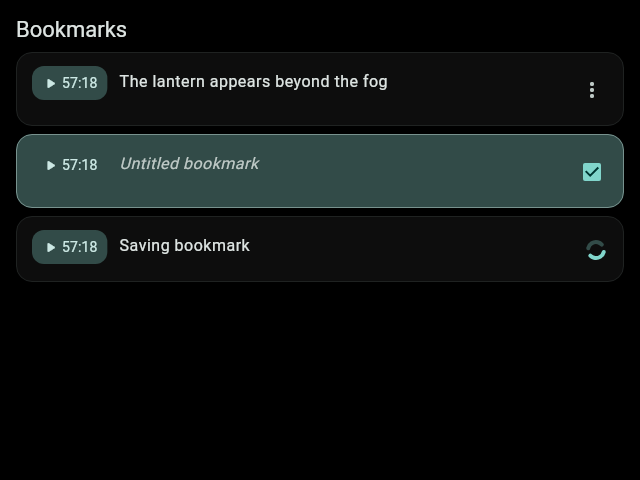 Bookmarks
57:18 The lantern appears beyond the fog
57:18 Untitled bookmark
57:18 Saving bookmark